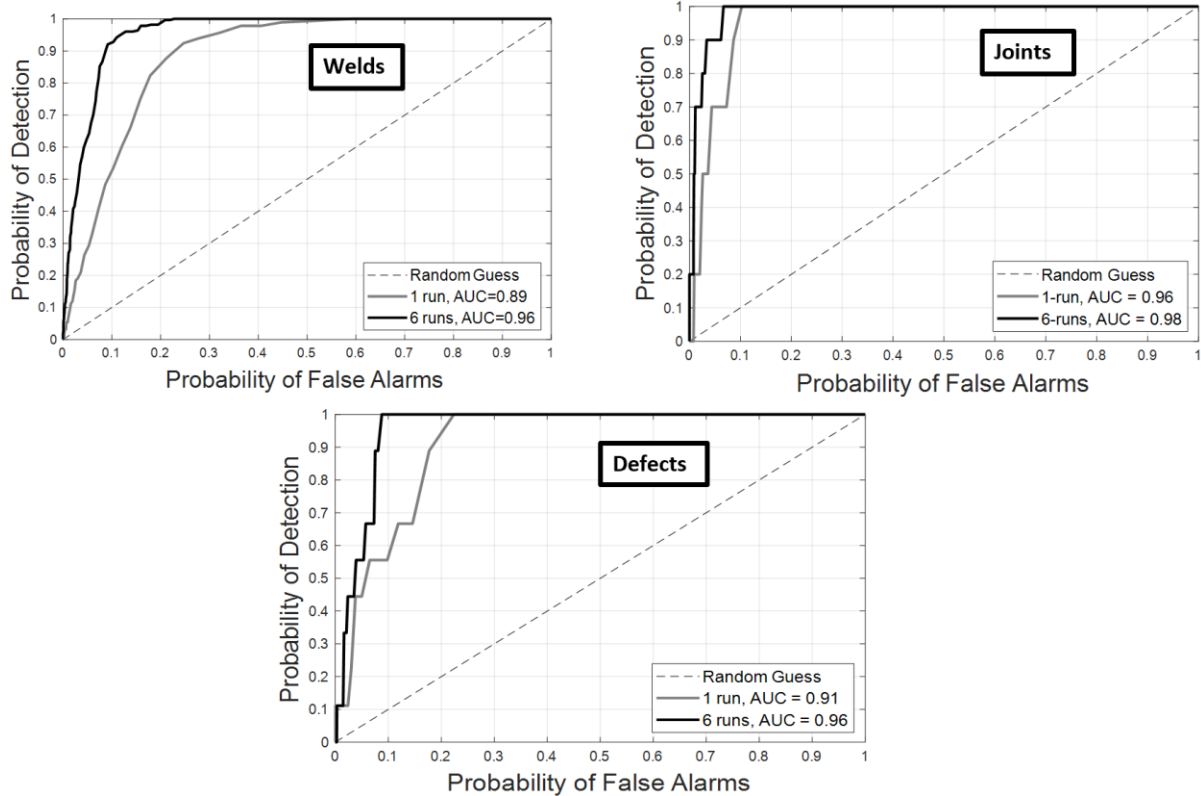 Welds
Probability of Detection
1
0.9
0.8
0.7
0.6
0.5
0.4
0.3
0.2
0.1
0
0 0.1 0.2 0.3 0.4 0.5 0.6 0.7 0.8 0.9 1
Probability of False Alarms
Random Guess
1 run, AUC=0.89
6 runs, AUC=0.96
Joints
Probability of Detection
1
0.9
0.8
0.7
0.6
0.5
0.4
0.3
0.2
0.1
0
0 0.1 0.2 0.3 0.4 0.5 0.6 0.7 0.8 0.9 1
Probability of False Alarms
Random Guess
1-run, AUC = 0.96
6-runs, AUC = 0.98
Defects
Probability of Detection
1
0.9
0.8
0.7
0.6
0.5
0.4
0.3
0.2
0.1
0
0 0.1 0.2 0.3 0.4 0.5 0.6 0.7 0.8 0.9 1
Probability of False Alarms
Random Guess
1 run, AUC = 0.91
6 runs, AUC = 0.96